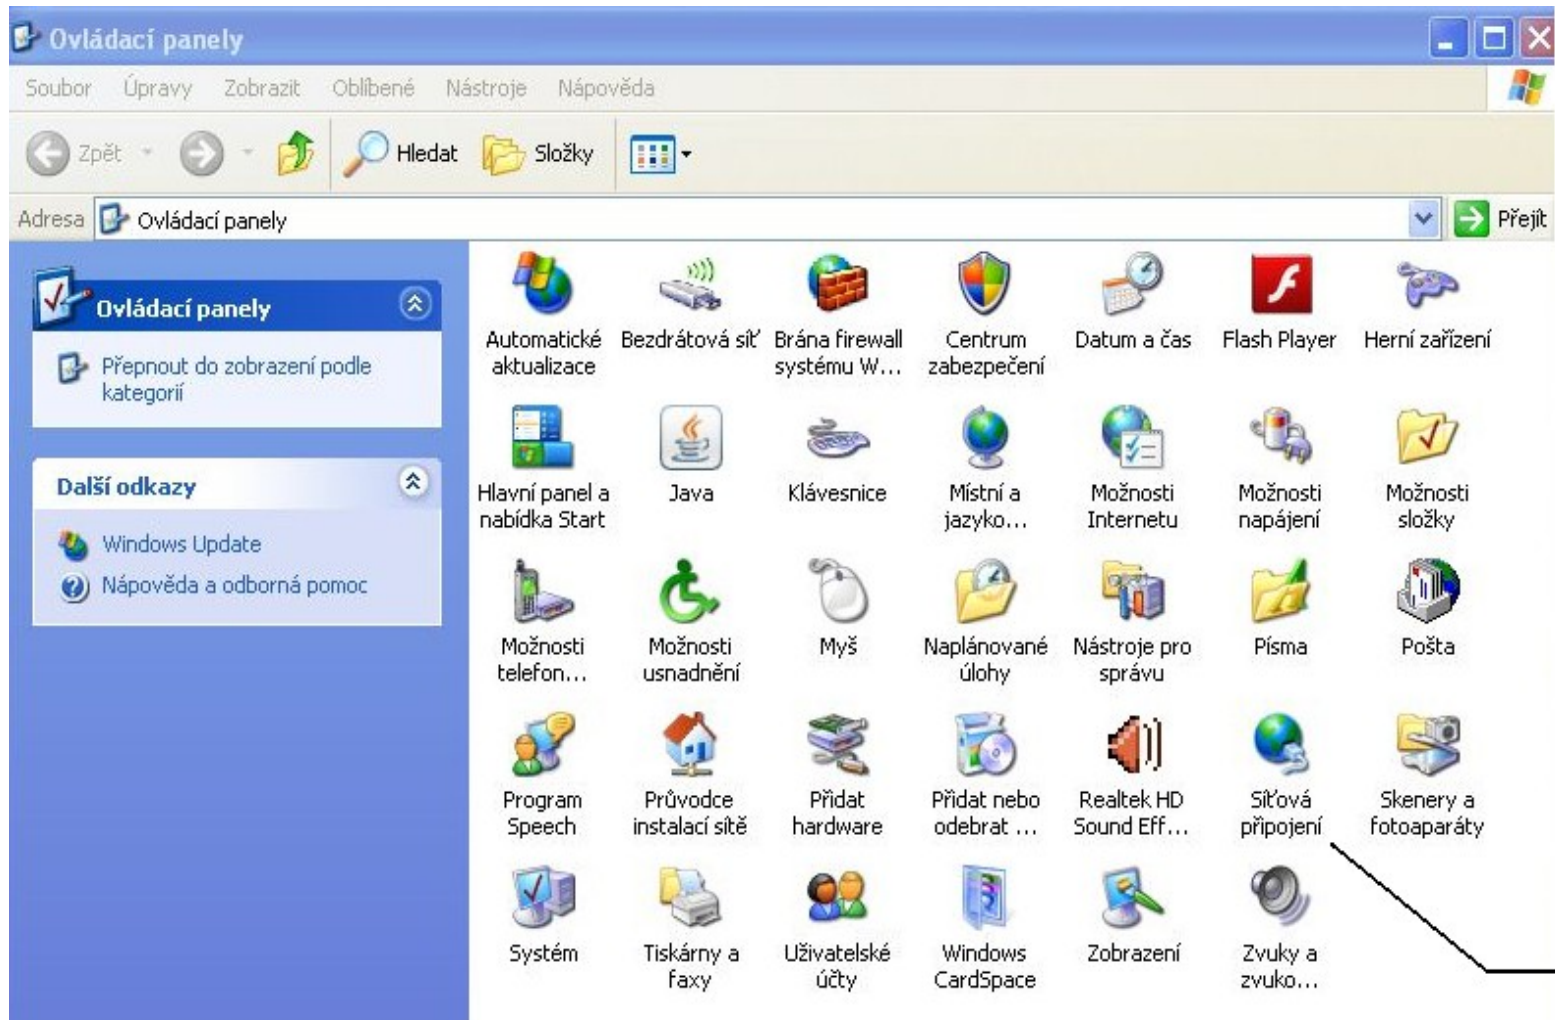 Ovládací panely
Soubor Úpravy Zobrazit Oblíbené Nástroje Nápověda
Zpět Hledat Složky
Adresa Ovládací panely Přejít
Ovládací panely
Přepnout do zobrazení podle
kategorií
Další odkazy
Windows Update
Nápověda a odborná pomoc
Automatické
aktualizace
Bezdrátová síť
Brána firewall
systému W...
Centrum
zabezpečení
Datum a čas
Flash Player
Herní zařízení
Hlavní panel a
nabídka Start
Java
Klávesnice
Místní a
jazyko...
Možnosti
Internetu
Možnosti
napájení
Možnosti
složky
Možnosti
telefon...
Možnosti
usnadnění
Myš
Naplánované
úlohy
Nástroje pro
správu
Písma
Pošta
Program
Speech
Průvodce
instalací sítě
Přidat
hardware
Přidat nebo
odebrat ...
Realtek HD
Sound Eff...
Síťová
připojení
Skenery a
fotoaparáty
Systém
Tiskárny a
faxy
Uživatelské
účty
Windows
CardSpace
Zobrazení
Zvuky a
zvuko...